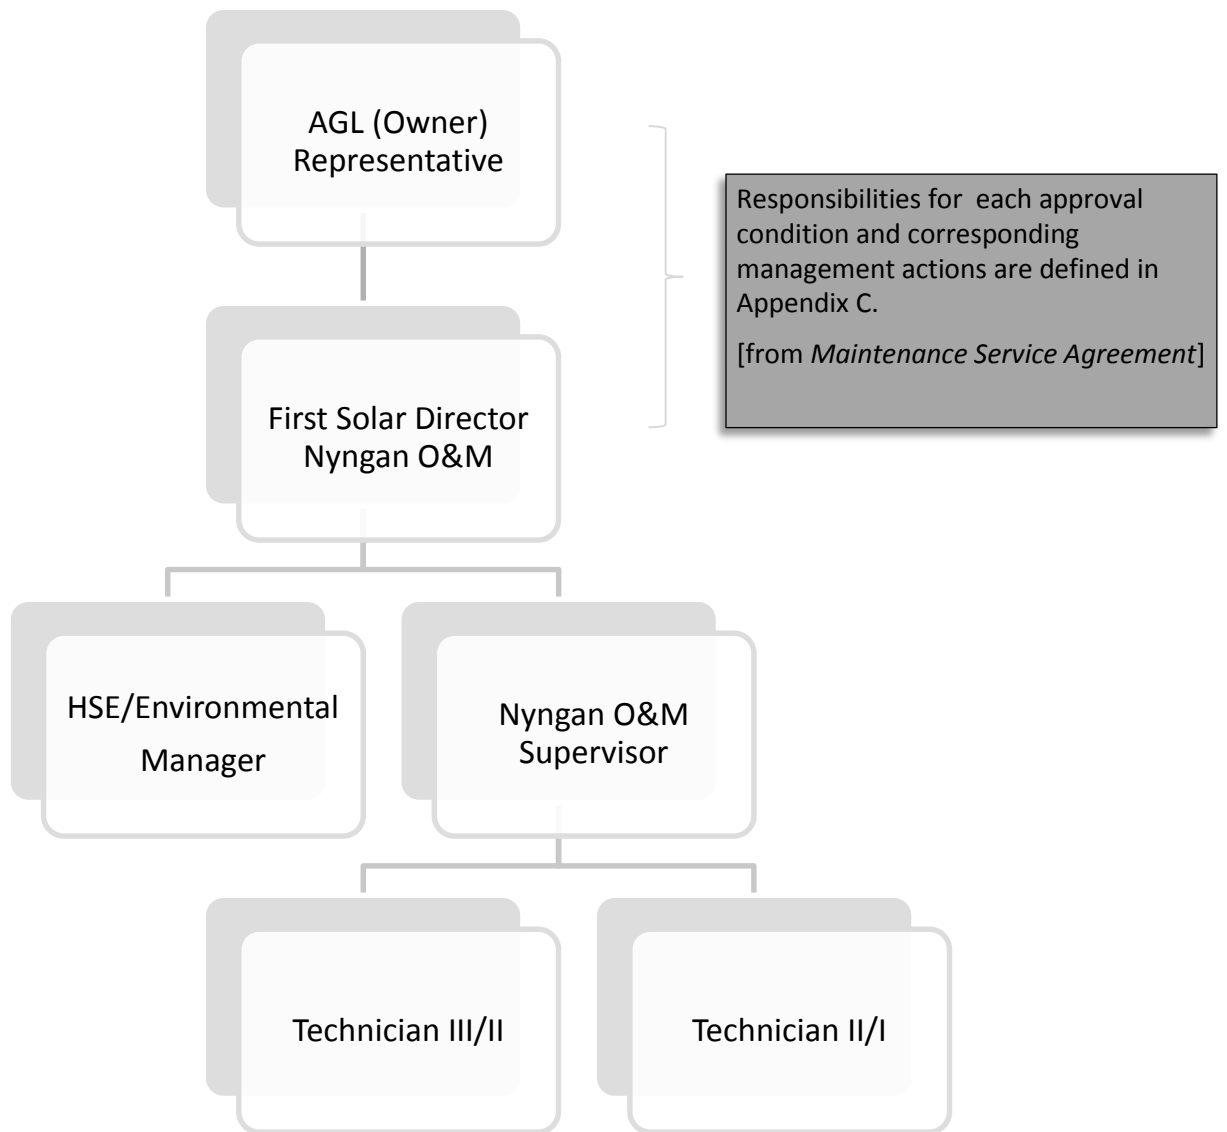 AGL (Owner)
Representative
Responsibilities for each approval
condition and corresponding
management actions are defined in
Appendix C.
[from Maintenance Service Agreement]
First Solar Director
Nyngan O&M
HSE/Environmental
Manager
Nyngan O&M
Supervisor
Technician III/II
Technician II/I